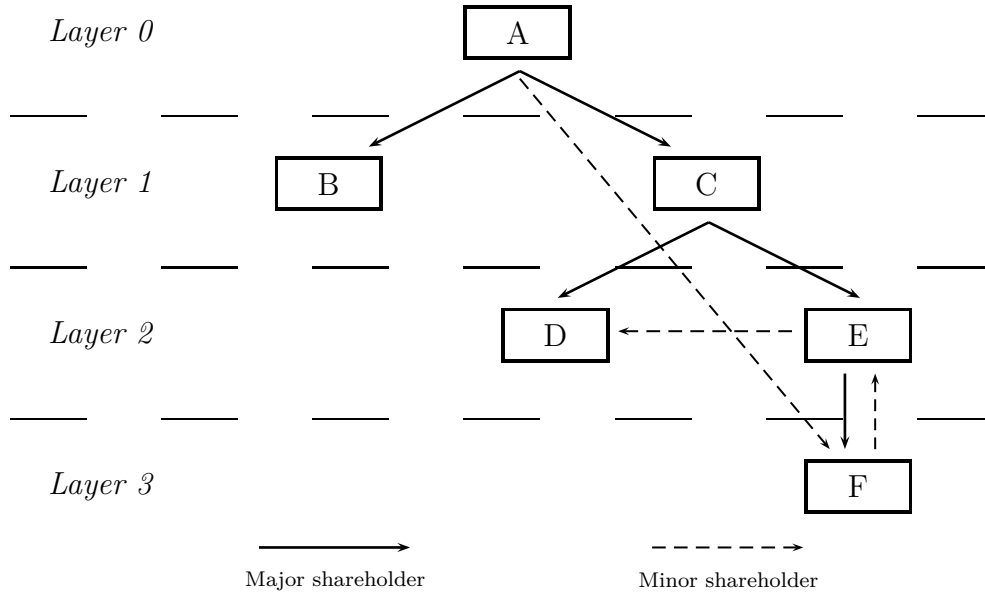 Layer 0
A
Layer 1
B
C
Layer 2
D
E
Layer 3
F
Major shareholder
Minor shareholder